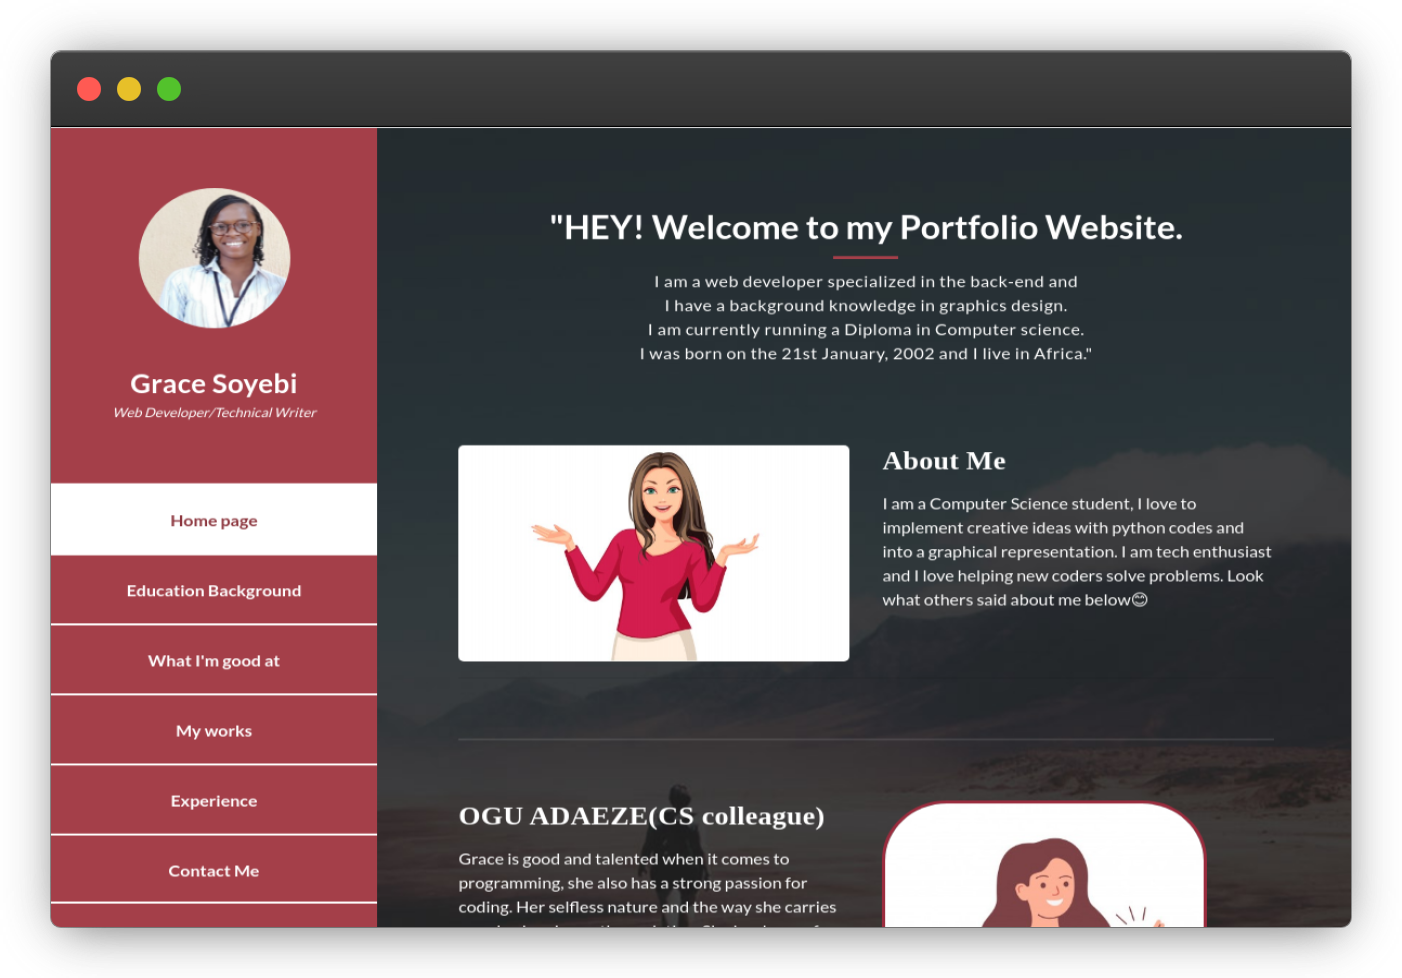 Grace Soyebi
Web Developer/Technical Writer
Home page
Education Background
What I'm good at
My works
Experience
Contact Me
"HEY! Welcome to my Portfolio Website.
I am a web developer specialized in the back-end and
I have a background knowledge in graphics design.
I am currently running a Diploma in Computer science.
I was born on the 21st January, 2002 and I live in Africa."
About Me
I am a Computer Science student, I love to
implement creative ideas with python codes and
into a graphical representation. I am tech enthusiast
and I love helping new coders solve problems. Look
what others said about me below😊
OGU ADAEZE(CS colleague)
Grace is good and talented when it comes to
programming, she also has a strong passion for
coding. Her selfless nature and the way she carries